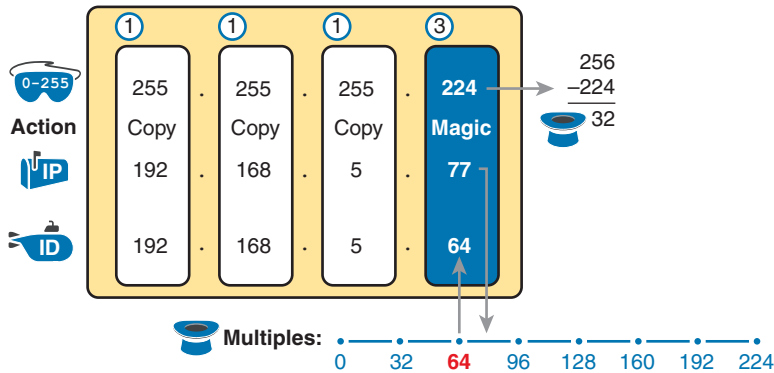 1 1 1 3
0-255 255 . 255 . 255 . 224 256
–224
32
Action Copy Copy Copy Magic
IP 192 . 168 . 5 . 77
ID 192 . 168 . 5 . 64
Multiples:
0 32 64 96 128 160 192 224